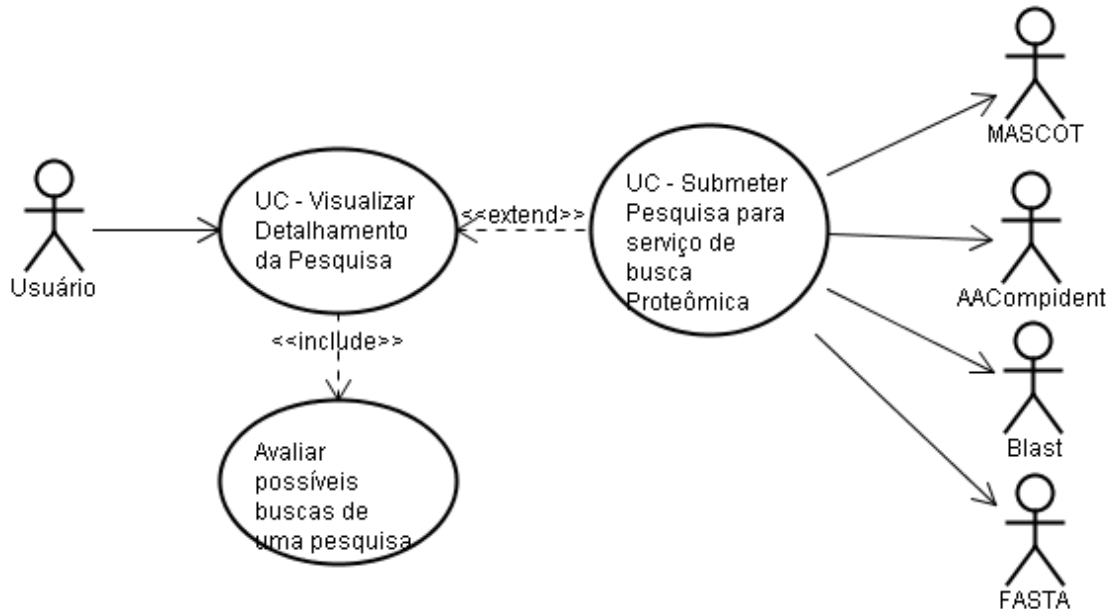 MASCOT
UC - Visualizar
Detalhamento
da Pesquisa
<<extend>>
UC - Submeter
Pesquisa para
serviço de
busca
Proteômica
Usuário
AACompident
<<include>>
Avaliar
possíveis
buscas de
uma pesquisa
Blast
FASTA